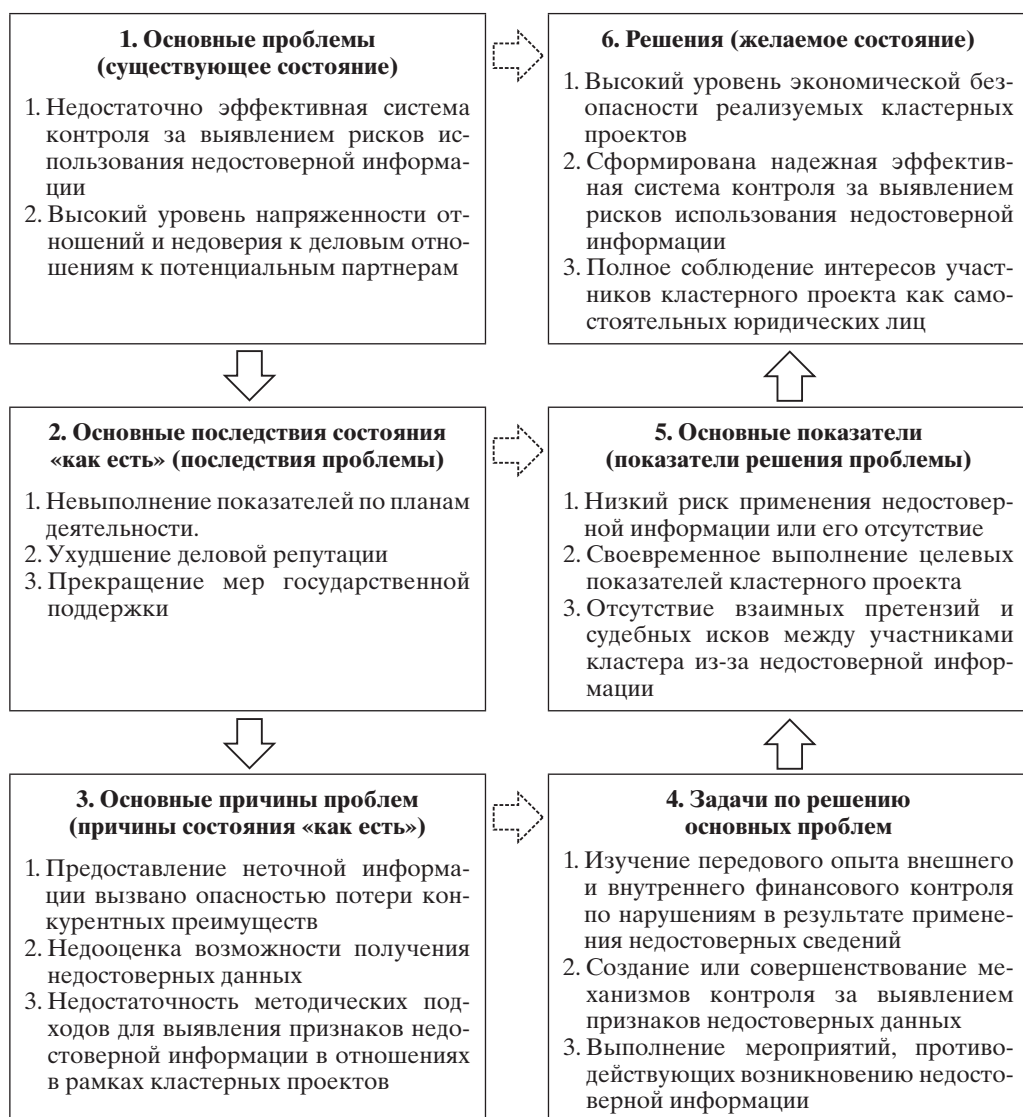 1. Основные проблемы
(существующее состояние)
1. Недостаточно эффективная система
контроля за выявлением рисков ис-
пользования недостоверной информа-
ции
2. Высокий уровень напряженности от-
ношений и недоверия к деловым отно-
шениям к потенциальным партнерам
6. Решения (желаемое состояние)
1. Высокий уровень экономической без-
опасности реализуемых кластерных
проектов
2. Сформирована надежная эффектив-
ная система контроля за выявлением
рисков использования недостоверной
информации
3. Полное соблюдение интересов участ-
ников кластерного проекта как само-
стоятельных юридических лиц
2. Основные последствия состояния
«как есть» (последствия проблемы)
1. Невыполнение показателей по планам
деятельности.
2. Ухудшение деловой репутации
3. Прекращение мер государственной
поддержки
5. Основные показатели
(показатели решения проблемы)
1. Низкий риск применения недостовер-
ной информации или его отсутствие
2. Своевременное выполнение целевых
показателей кластерного проекта
3. Отсутствие взаимных претензий и
судебных исков между участниками
кластера из-за недостоверной инфор-
мации
3. Основные причины проблем
(причины состояния «как есть»)
1. Предоставление неточной информа-
ции вызвано опасностью потери кон-
курентных преимуществ
2. Недооценка возможности получения
недостоверных данных
3. Недостаточность методических под-
ходов для выявления признаков недо-
стоверной информации в отношениях
в рамках кластерных проектов
4. Задачи по решению
основных проблем
1. Изучение передового опыта внешнего
и внутреннего финансового контроля
по нарушениям в результате примене-
ния недостоверных сведений
2. Создание или совершенствование ме-
ханизмов контроля за выявлением
признаков недостоверных данных
3. Выполнение мероприятий, противо-
действующих возникновению недосто-
верной информации